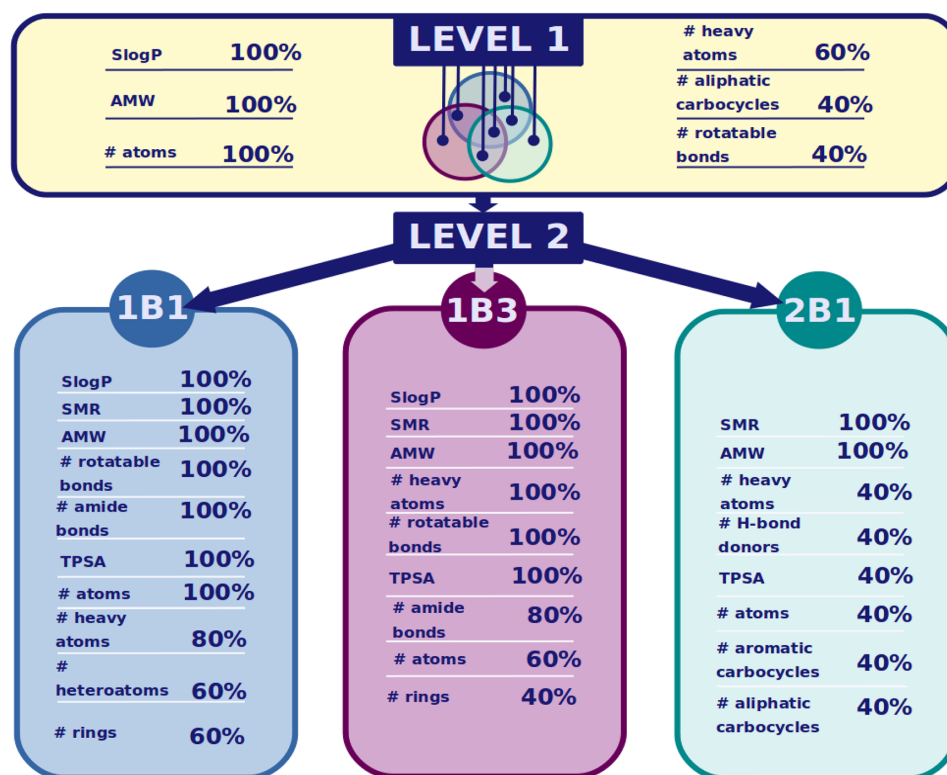 LEVEL 1
SlogP 100%
AMW 100%
# atoms 100%
# heavy
atoms 60%
# aliphatic
carbocycles 40%
# rotatable
bonds 40%
LEVEL 2
1B1
SlogP 100%
SMR 100%
AMW 100%
# rotatable
bonds 100%
# amide
bonds 100%
TPSA 100%
# atoms 100%
# heavy
atoms 80%
#
heteroatoms 60%
# rings 60%
1B3
SlogP 100%
SMR 100%
AMW 100%
# heavy
atoms 100%
# rotatable
bonds 100%
TPSA 100%
# amide
bonds 80%
# atoms 60%
# rings 40%
2B1
SMR 100%
AMW 100%
# heavy
atoms 40%
# H-bond
donors 40%
TPSA 40%
# atoms 40%
# aromatic
carbocycles 40%
# aliphatic
carbocycles 40%